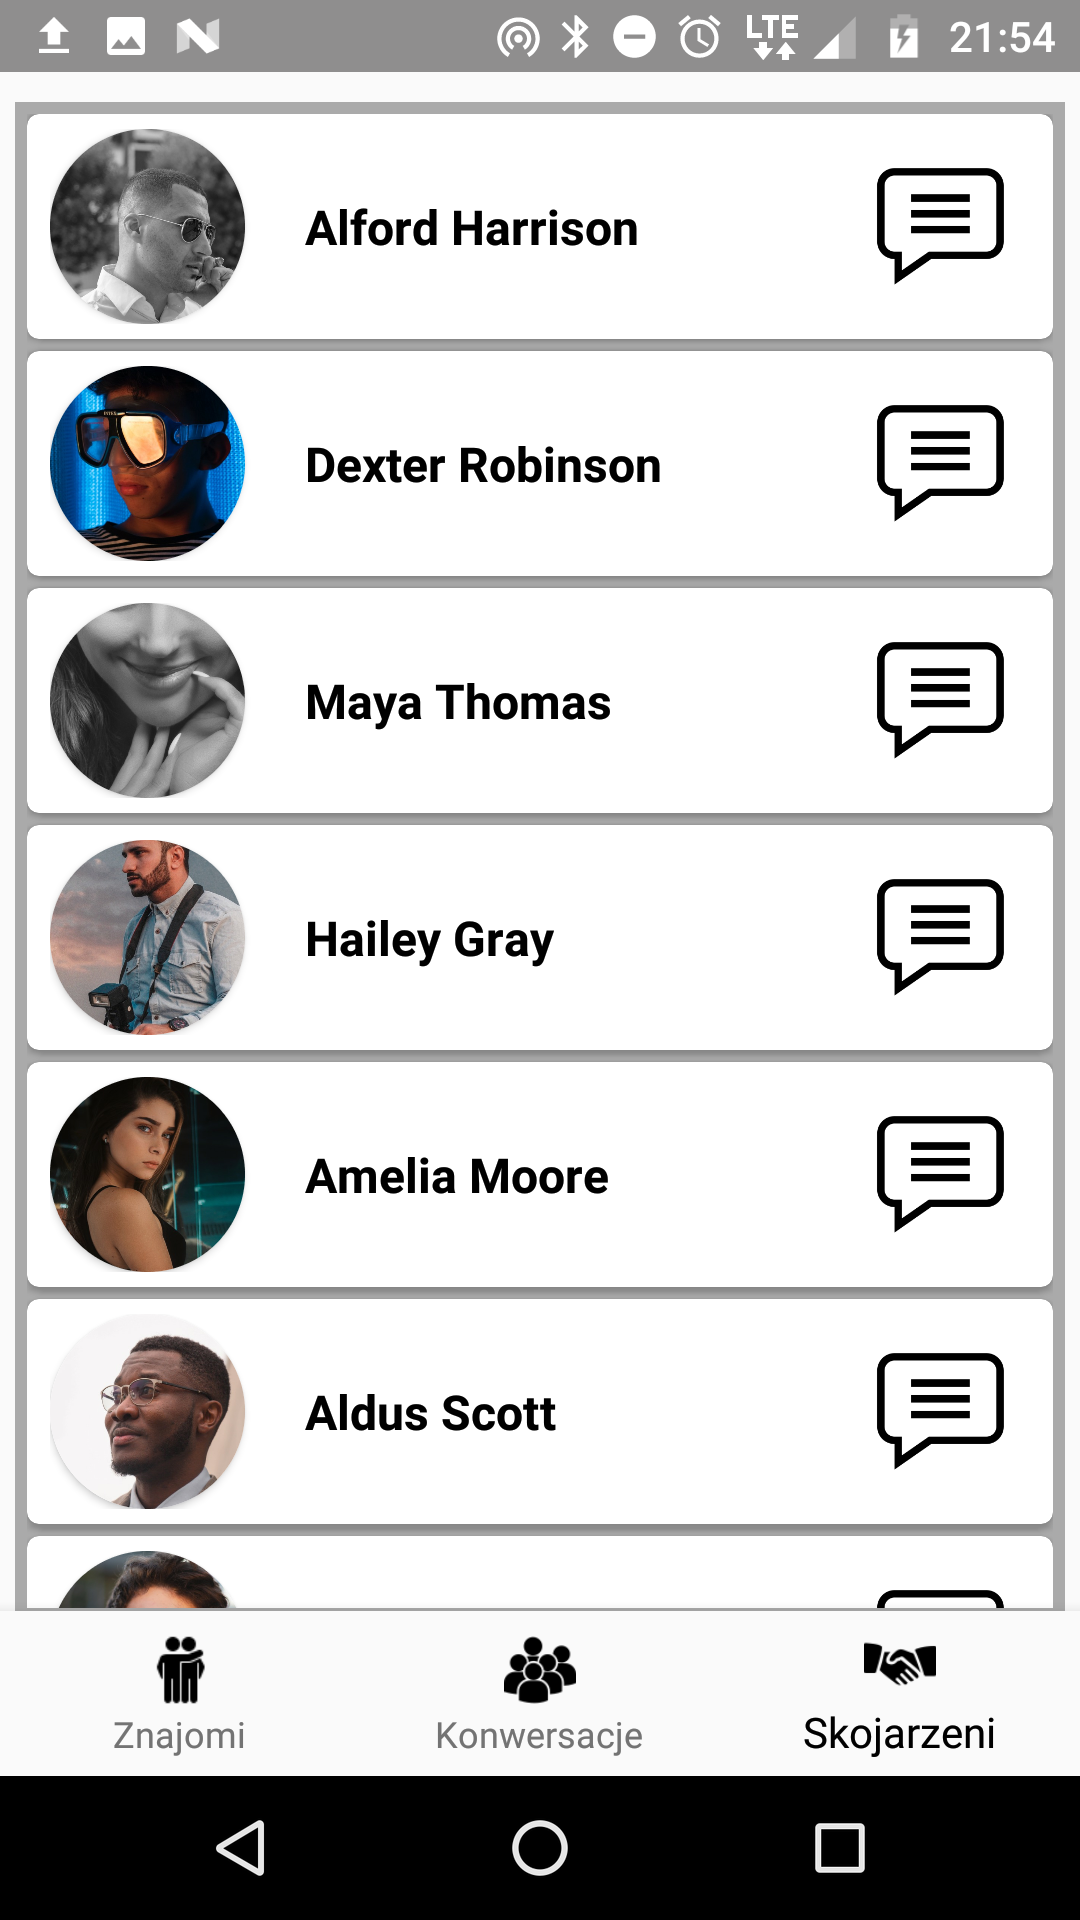 LTE 21:54
Alford Harrison
Dexter Robinson
Maya Thomas
Hailey Gray
Amelia Moore
Aldus Scott
Znajomi Konwersacje Skojarzeni